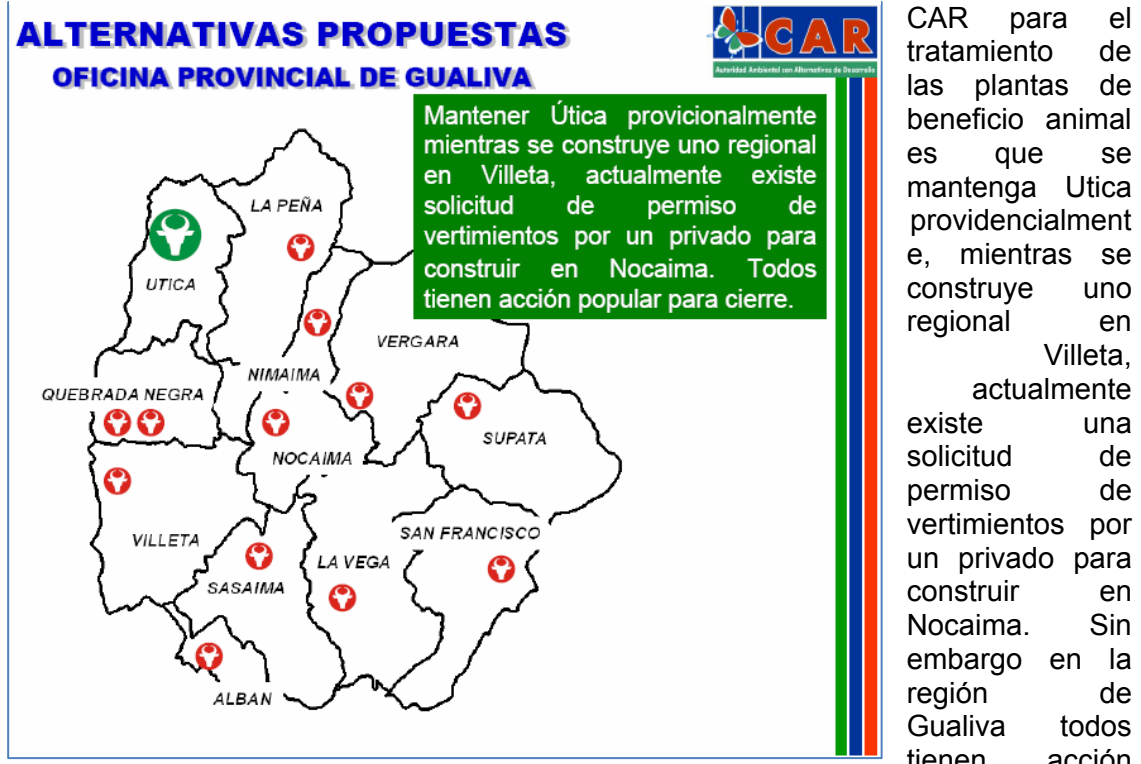 ALTERNATIVAS PROPUESTAS
OFICINA PROVINCIAL DE GUALIVA
CAR
Autoridad Ambiental con Alternativas de Desarrollo
Mantener Útica provicionalmente
mientras se construye uno regional
en Villeta, actualmente existe
solicitud de permiso de
vertimientos por un privado para
construir en Nocaima. Todos
tienen acción popular para cierre.
LA PEÑA
UTICA
VERGARA
NIMAIMA
QUEBRADA NEGRA
SUPATA
NOCAIMA
SAN FRANCISCO
VILLETA
LA VEGA
SASAIMA
ALBAN
CAR para el
tratamiento de
las plantas de
beneficio animal
es que se
mantenga Utica
providencialment
e, mientras se
construye uno
regional en
Villeta,
actualmente
existe una
solicitud de
permiso de
vertimientos por
un privado para
construir en
Nocaima. Sin
embargo en la
región de
Gualiva todos
tienen acción